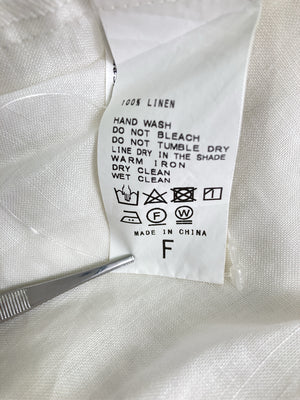 100% LINEN
HAND WASH
DO NOT BLEACH
DO NOT TUMBLE DRY
LINE DRY IN THE SHADE
WARM IRON
DRY CLEAN
WET CLEAN
F W
MADE IN CHINA
F